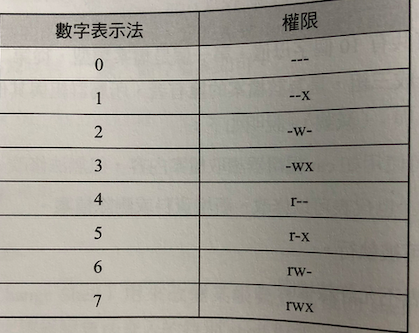 數字表示法 權限
0 ---
1 --x
2 -w-
3 -wx
4 r--
5 r-x
6 rw-
7 rwx